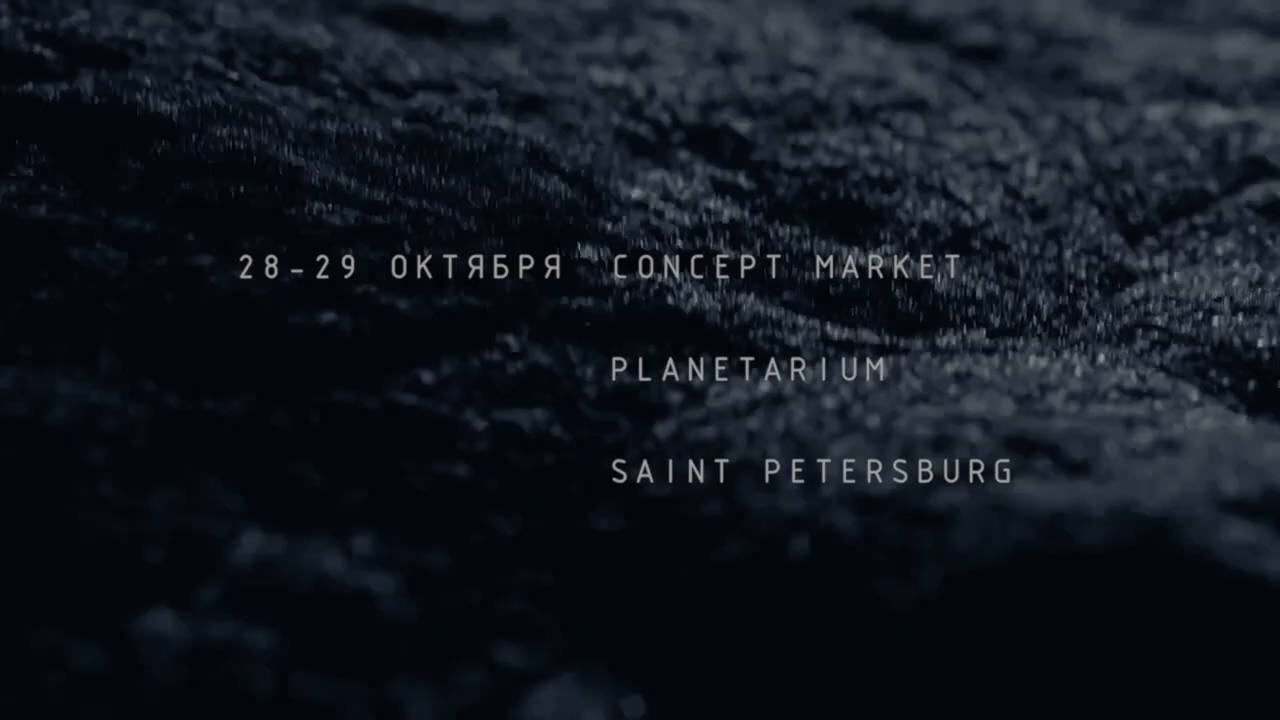 28-29 ОКТЯБРЯ CONCEPT MARKET
PLANETARIUM
SAINT PETERSBURG